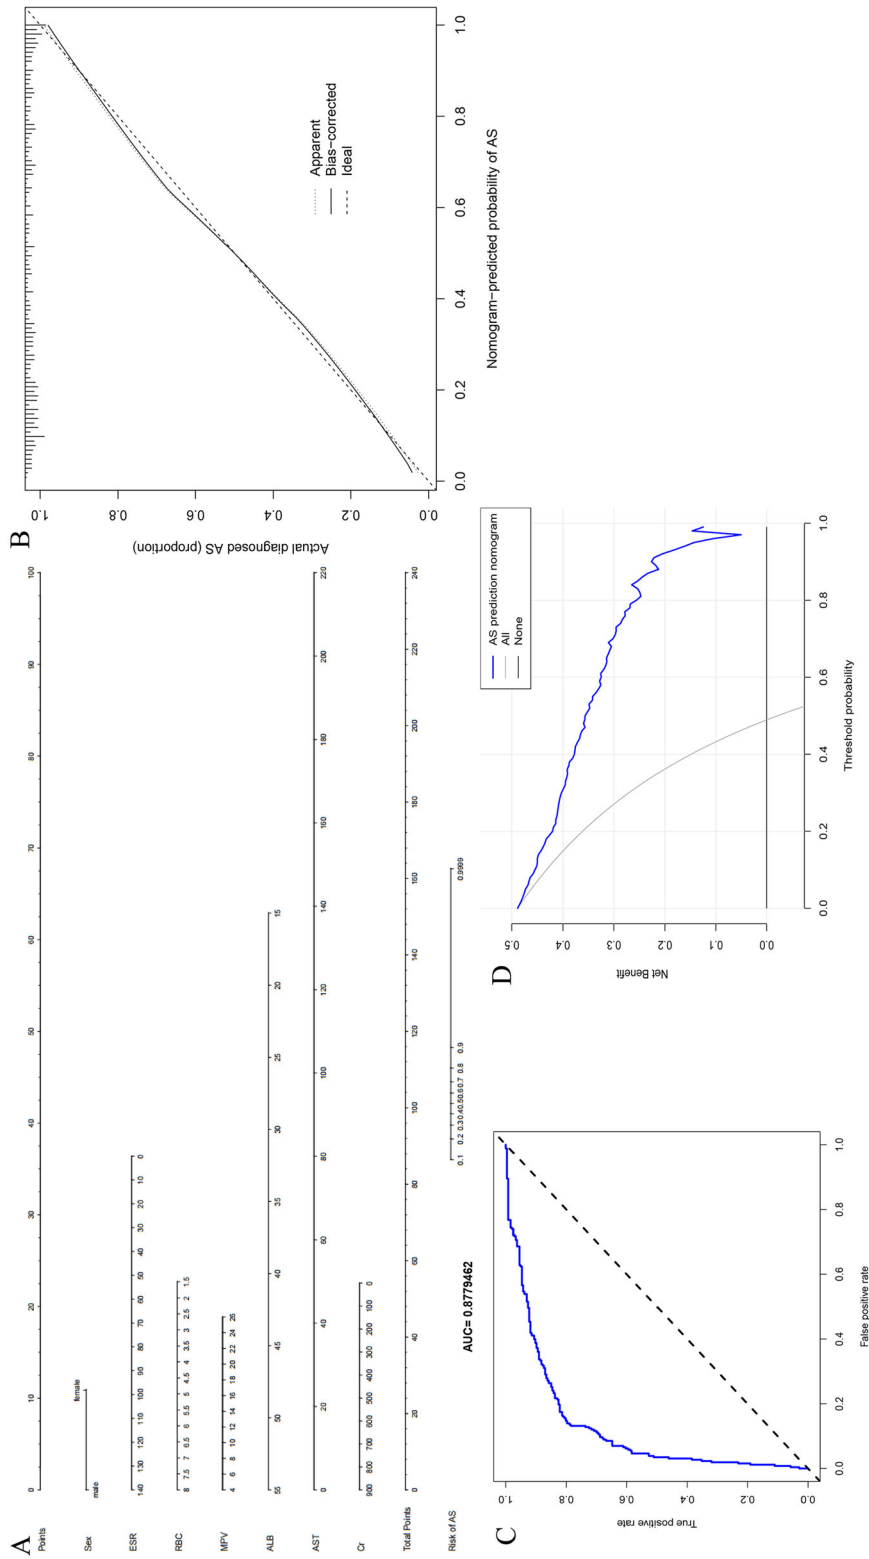 A
Points 0 10 20 30 40 50 60 70 80 90 100
Sex male female
ESR 140 130 120 110 100 90 80 70 60 50 40 30 20 10 0
RBC 8 7.5 7 6.5 6 5.5 5 4.5 4 3.5 3 2.5 2 1.5
MPV 4 6 8 10 12 14 16 18 20 22 24 26
ALB 55 50 45 40 35 30 25 20 15
AST 0 20 40 60 80 100 120 140 160 180 200 220
Cr 900 800 700 600 500 400 300 200 100 0
Total Points 0 20 40 60 80 100 120 140 160 180 200 220 240
Risk of AS 0.1 0.2 0.3 0.4 0.5 0.6 0.7 0.8 0.9 0.9999
B
Actual diagnosed AS (proportion)
1.0
0.8
0.6
0.4
0.2
0.0
Apparent
Bias-corrected
Ideal
0.0 0.2 0.4 0.6 0.8 1.0
Nomogram-predicted probability of AS
C
AUC= 0.8779462
True positive rate
1.0
0.8
0.6
0.4
0.2
0.0
0.0 0.2 0.4 0.6 0.8 1.0
False positive rate
D
Net Benefit
0.5
0.4
0.3
0.2
0.1
0.0
AS prediction nomogram
All
None
0.0 0.2 0.4 0.6 0.8 1.0
Threshold probability